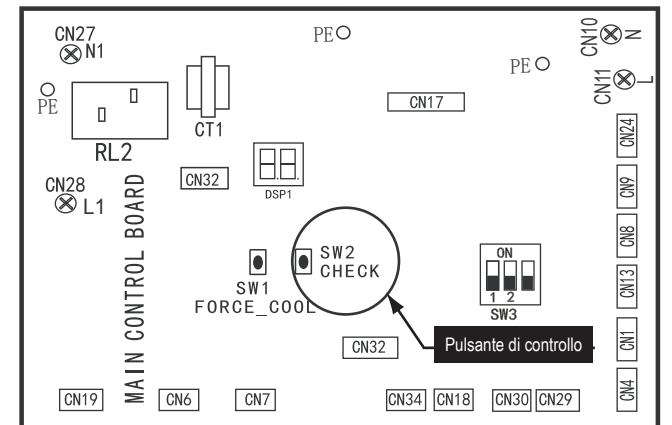 CN27
N1
PE
PE
PE
CN10
N
CN11
L
CN17
CT1
RL2
CN24
CN32
DSP1
CN9
CN28
L1
MAIN CONTROL BOARD
CN8
SW2
CHECK
SW1
FORCE_COOL
ON
1 2
SW3
CN13
CN32
Pulsante di controllo
CN1
CN19
CN6
CN7
CN34
CN18
CN30
CN29
CN4